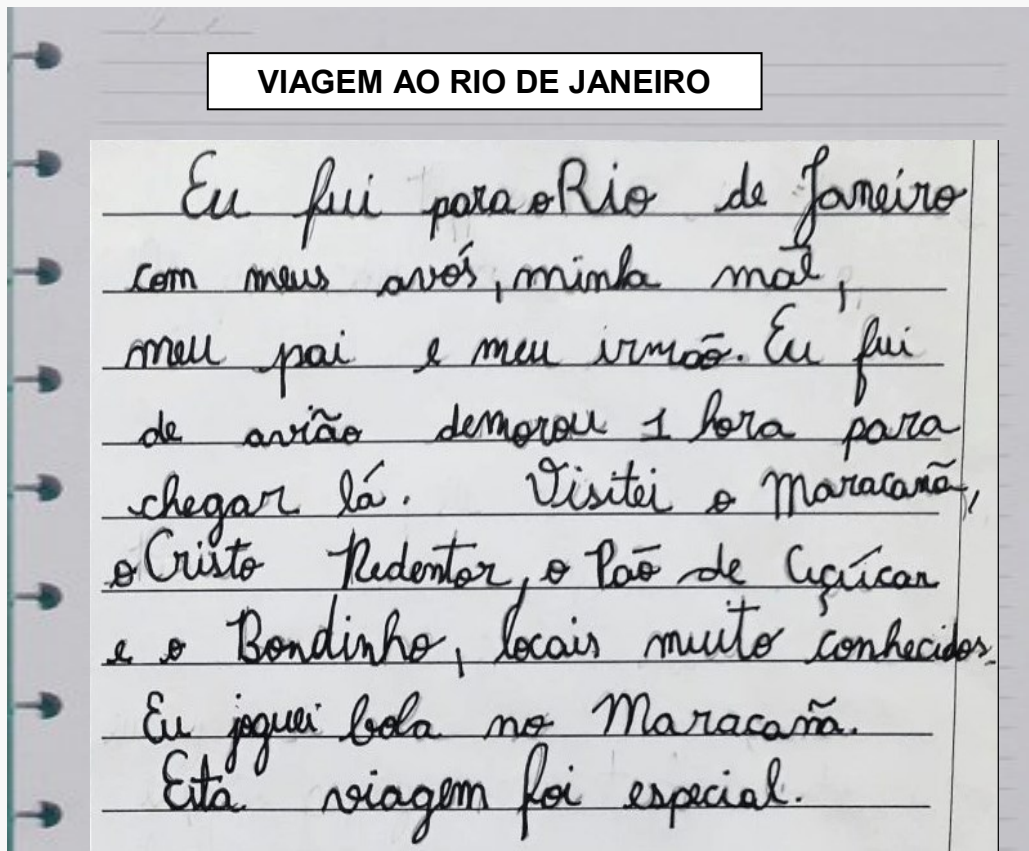 VIAGEM AO RIO DE JANEIRO
Eu fui para o Rio de Janeiro
com meus avós, minha mãe,
meu pai e meu irmão. Eu fui
de avião demorou 1 hora para
chegar lá. Visitei o Maracanã,
o Cristo Redentor, o Pão de Açúcar
e o Bondinho, locais muito conhecidos.
Eu joguei bola no Maracanã.
Esta viagem foi especial.